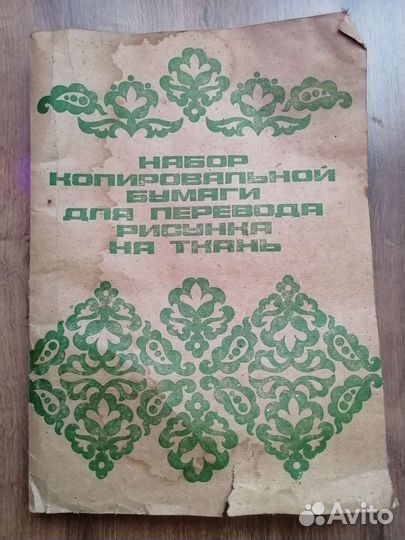 НАБОР
КОПИРОВАЛЬНОЙ
БУМАГИ
ДЛЯ ПЕРЕВОДА
РИСУНКА
НА ТКАНЬ
Avito